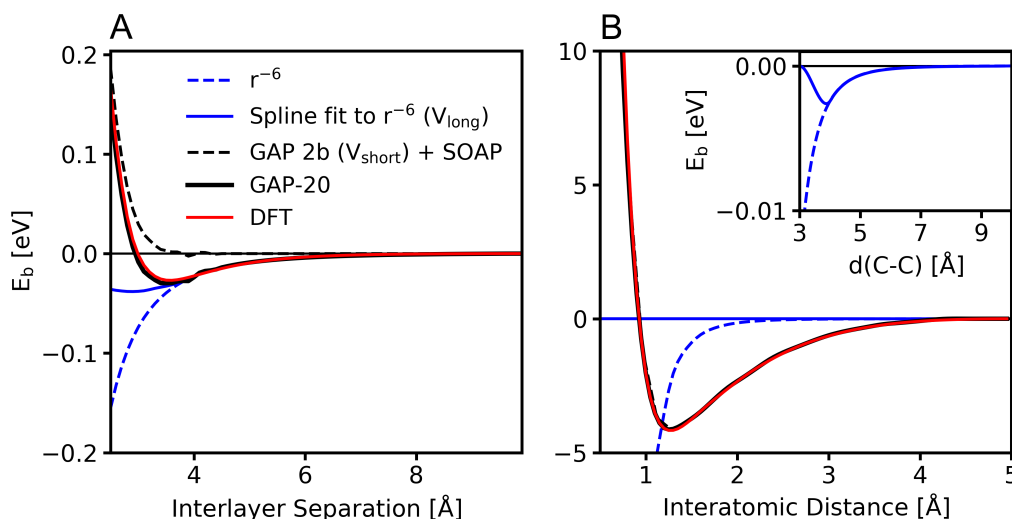 A
0.2
0.1
0.0
−0.1
−0.2
E_b [eV]
r⁻⁶
Spline fit to r⁻⁶ (V_long)
GAP 2b (V_short) + SOAP
GAP-20
DFT
4
6
8
Interlayer Separation [Å]
B
10
5
0
−5
1
2
3
4
5
Interatomic Distance [Å]
0.00
−0.01
E_b [eV]
3
5
7
9
d(C-C) [Å]